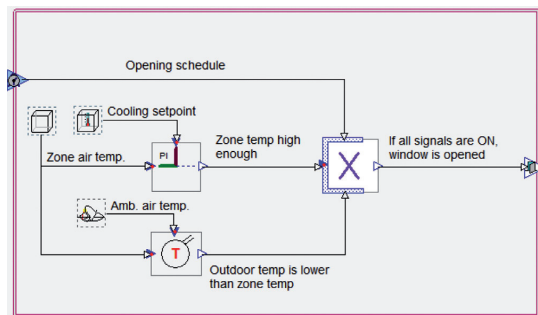 Opening schedule
Cooling setpoint
PI
Zone temp high
enough
If all signals are ON,
window is opened
X
Zone air temp.
Amb. air temp.
T
Outdoor temp is lower
than zone temp